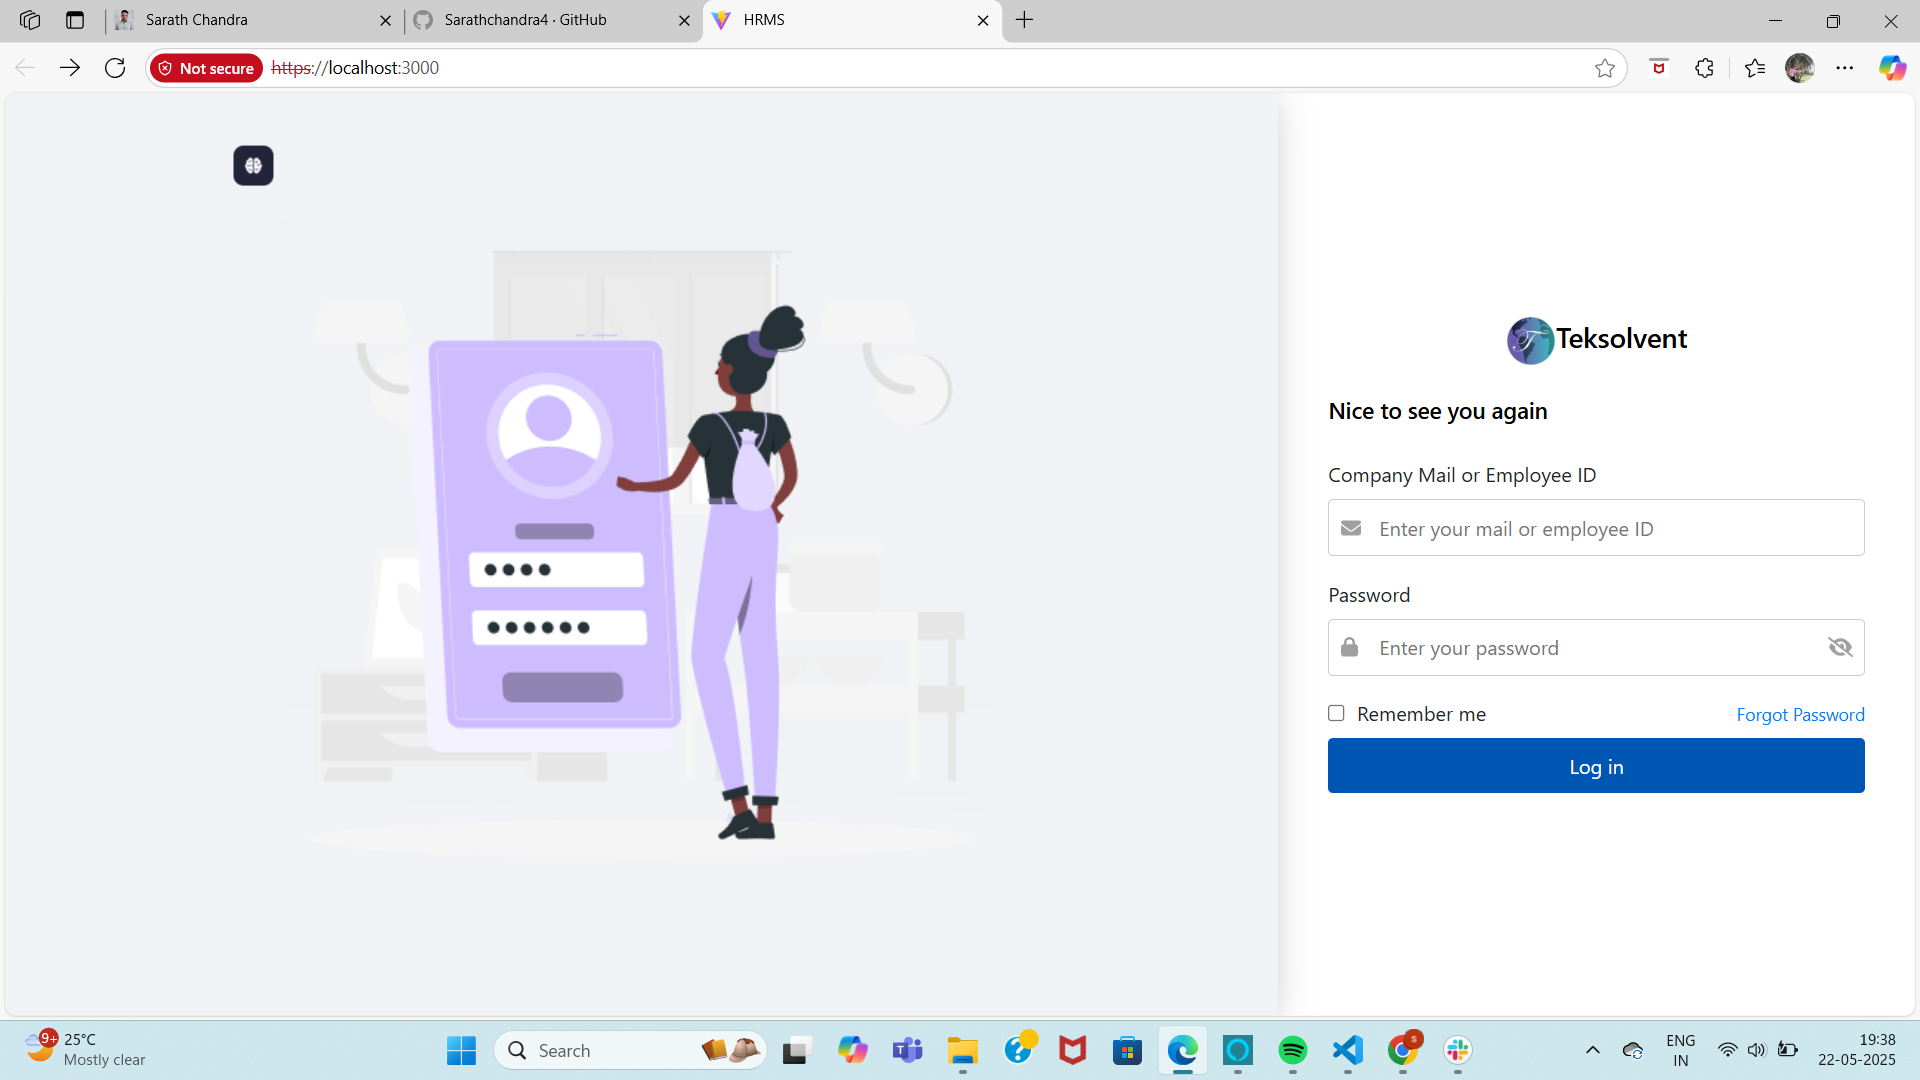 Sarath Chandra
Sarathchandra4 · GitHub
HRMS
Not secure
https://localhost:3000
Teksolvent
Nice to see you again
Company Mail or Employee ID
Enter your mail or employee ID
Password
Enter your password
Remember me
Forgot Password
Log in
9+
25°C
Mostly clear
Search
S
ENG
IN
19:38
22-05-2025